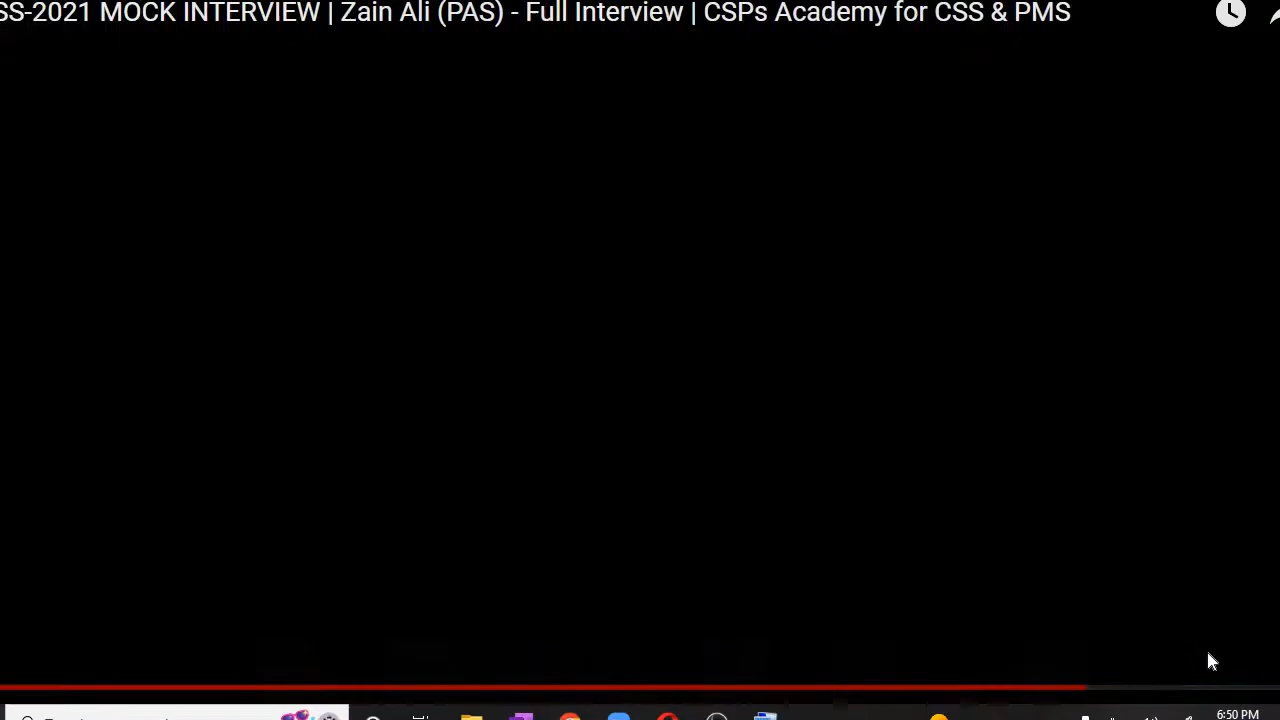 SS-2021 MOCK INTERVIEW | Zain Ali (PAS) - Full Interview | CSPs Academy for CSS & PMS
6:50 PM